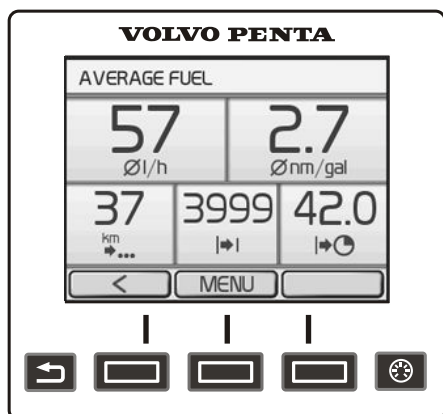 VOLVO PENTA
AVERAGE FUEL
57 2.7
Øl/h Ønm/gal
37 3999 42.0
km
...
< MENU